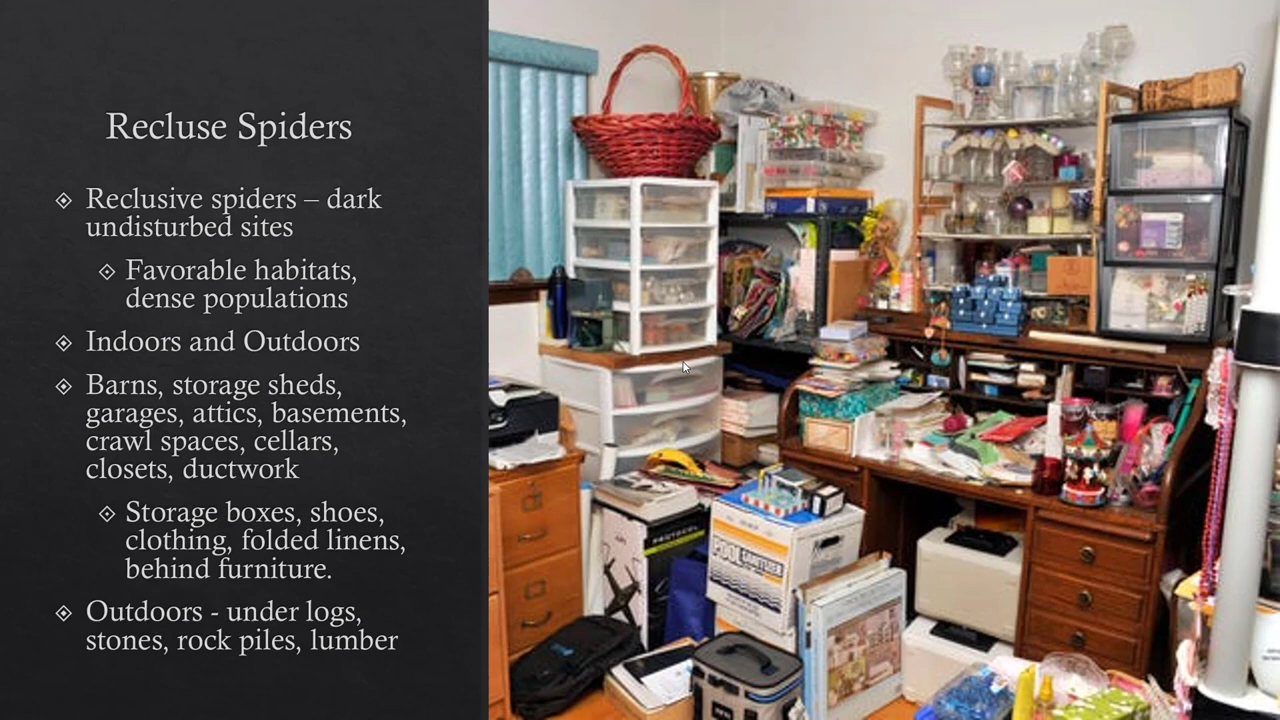 Recluse Spiders
Reclusive spiders – dark
undisturbed sites
Favorable habitats,
dense populations
Indoors and Outdoors
Barns, storage sheds,
garages, attics, basements,
crawl spaces, cellars,
closets, ductwork
Storage boxes, shoes,
clothing, folded linens,
behind furniture.
Outdoors - under logs,
stones, rock piles, lumber
PROTOCOL
POOL